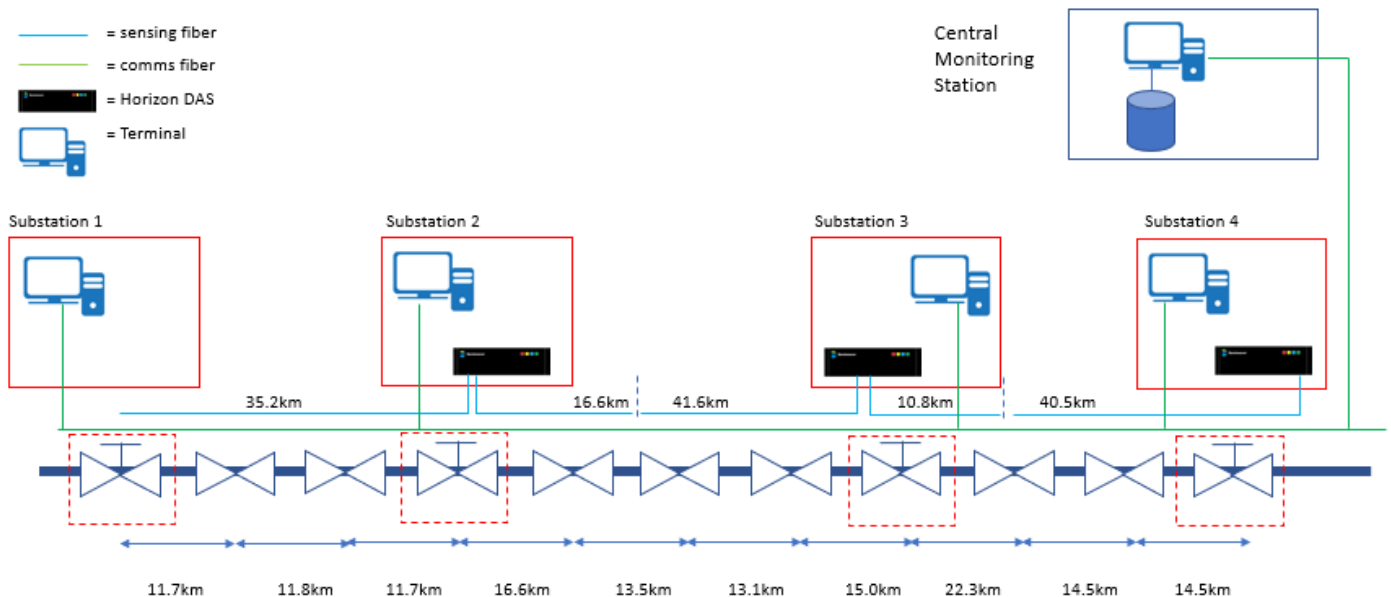 = sensing fiber
= comms fiber
= Horizon DAS
= Terminal
Central
Monitoring
Station
Substation 1
Substation 2
Substation 3
Substation 4
35.2km
16.6km
41.6km
10.8km
40.5km
11.7km
11.8km
11.7km
16.6km
13.5km
13.1km
15.0km
22.3km
14.5km
14.5km